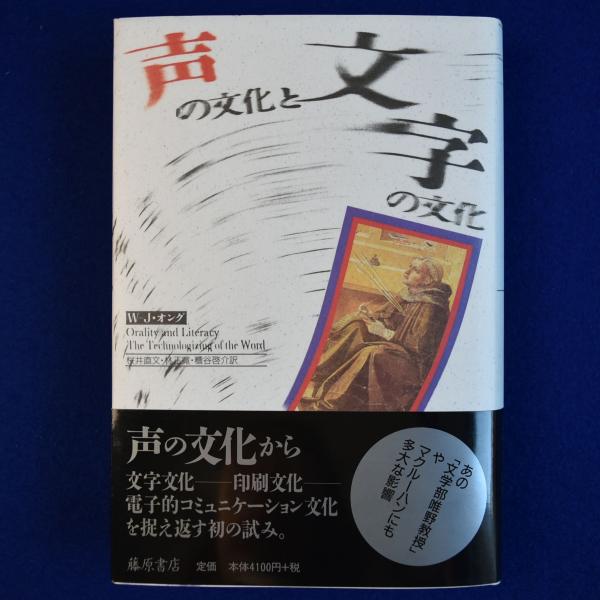 声の文化と文字の文化
W・J・オング
Orality and Literacy
The Technologizing of the Word
桜井直文・林正寛・糟谷啓介訳
声の文化から
文字文化――印刷文化――
電子的コミュニケーション文化
を捉え返す初の試み。
あの
「文学部唯野教授」
や
マクルーハンにも
多大な影響
藤原書店 定価 本体4100円+税